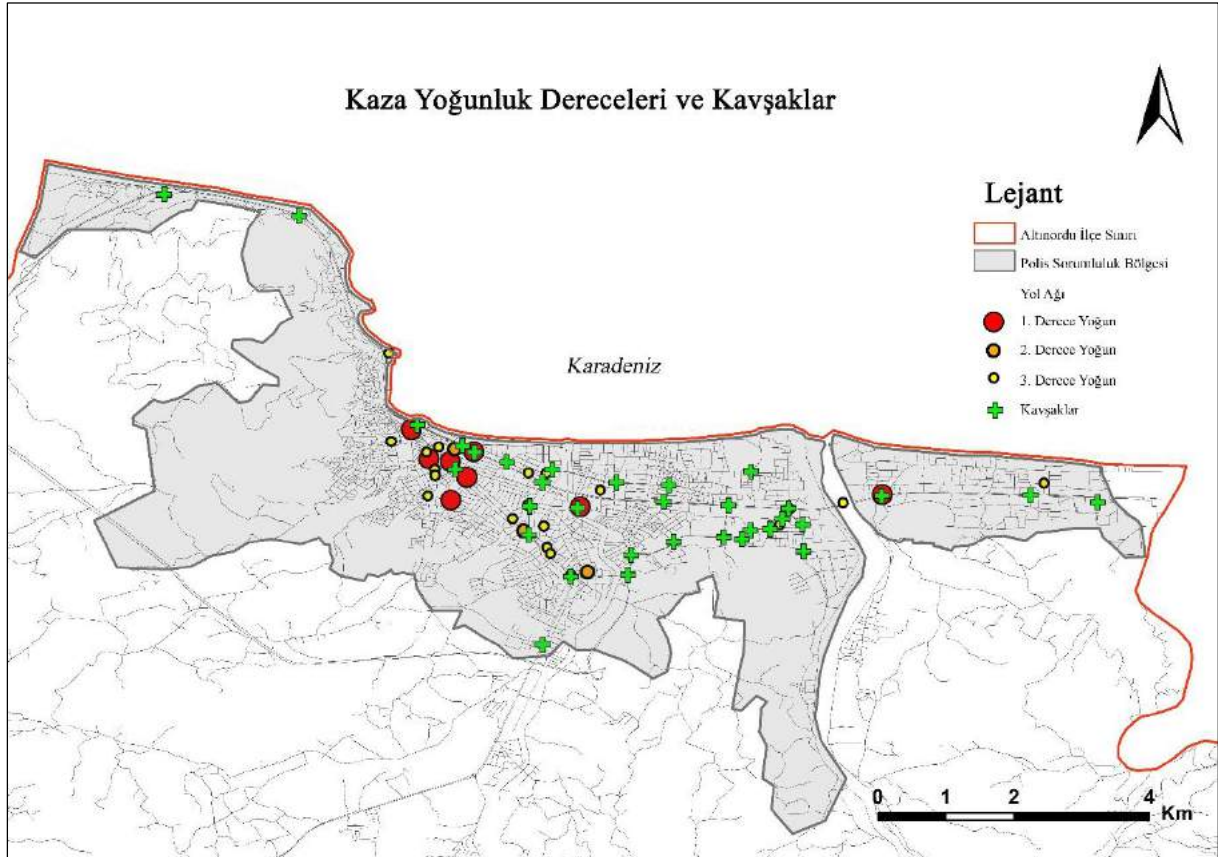 Kaza Yoğunluk Dereceleri ve Kavşaklar
Lejant
Altınordu İlçe Sınırı
Polis Sorumluluk Bölgesi
Yol Ağı
1. Derece Yoğun
2. Derece Yoğun
3. Derece Yoğun
Kavşaklar
Karadeniz
0 1 2 4
Km